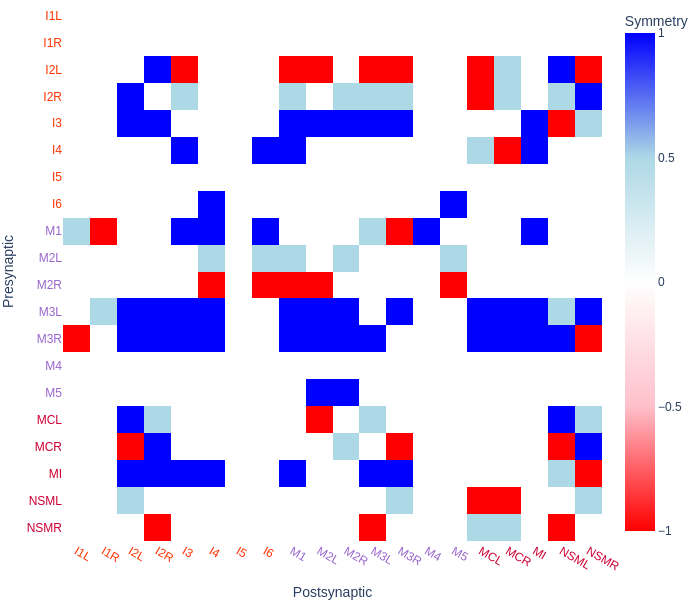 Symmetry
I1L
I1R
I2L
I2R
I3
I4
I5
I6
M1
M2L
M2R
M3L
M3R
M4
M5
MCL
MCR
MI
NSML
NSMR
Presynaptic
1
0.5
0
−0.5
−1
I1L I1R I2L I2R I3 I4 I5 I6 M1 M2L M2R M3L M3R M4 M5 MCL MCR MI NSML NSMR
Postsynaptic